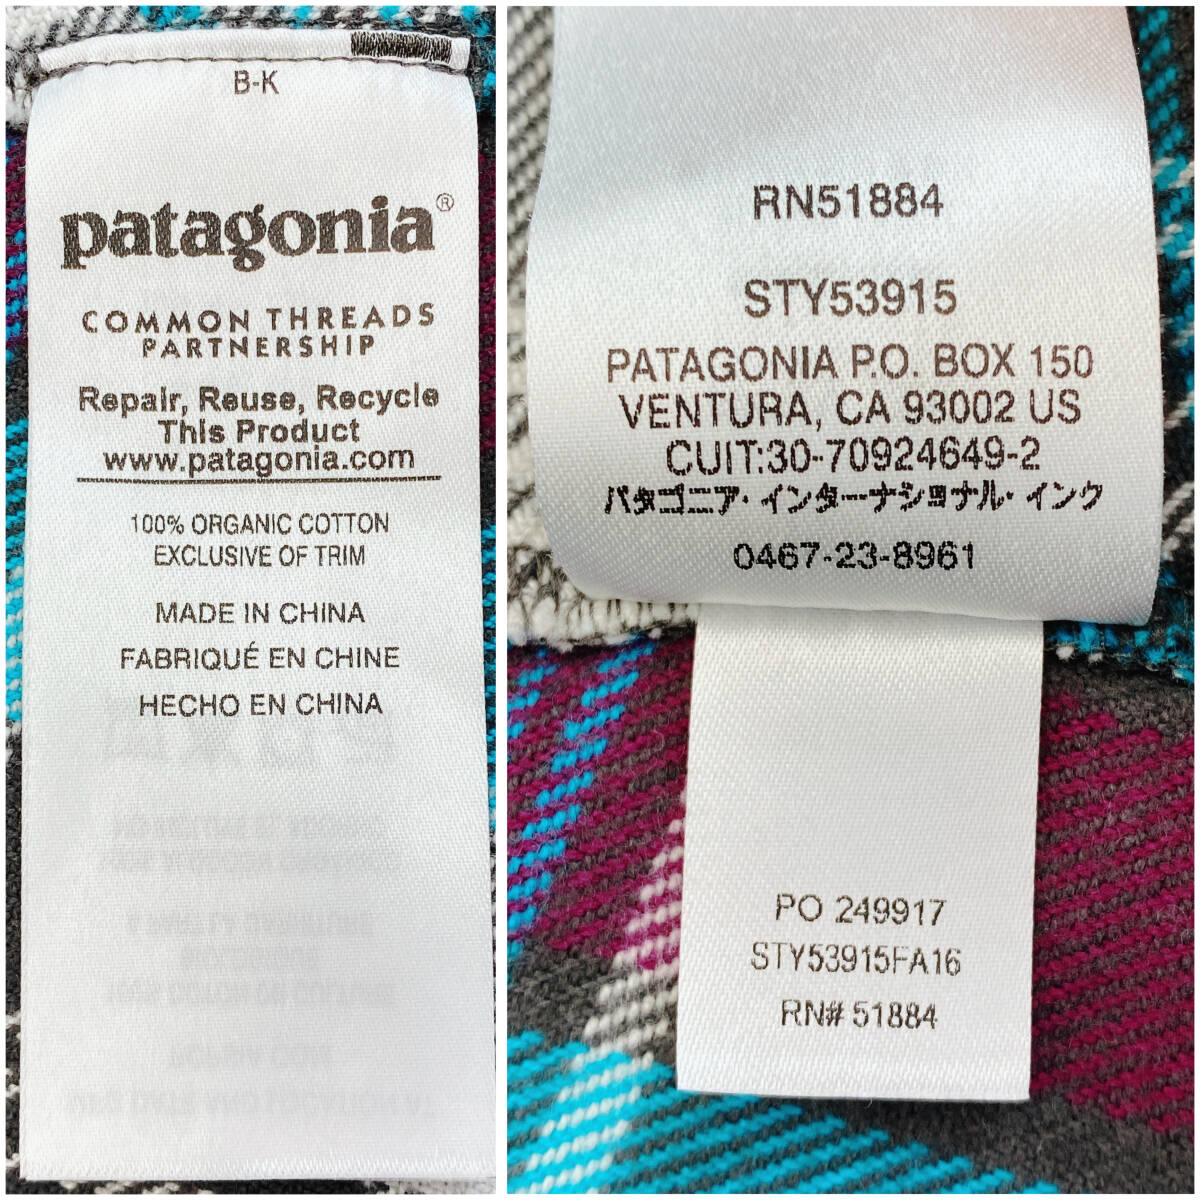 B-K
patagonia®
COMMON THREADS
PARTNERSHIP
Repair, Reuse, Recycle
This Product
www.patagonia.com
100% ORGANIC COTTON
EXCLUSIVE OF TRIM
MADE IN CHINA
FABRIQUÉ EN CHINE
HECHO EN CHINA
RN51884
STY53915
PATAGONIA P.O. BOX 150
VENTURA, CA 93002 US
CUIT:30-70924649-2
パタゴニア・インターナショナル・インク
0467-23-8961
PO 249917
STY53915FA16
RN# 51884